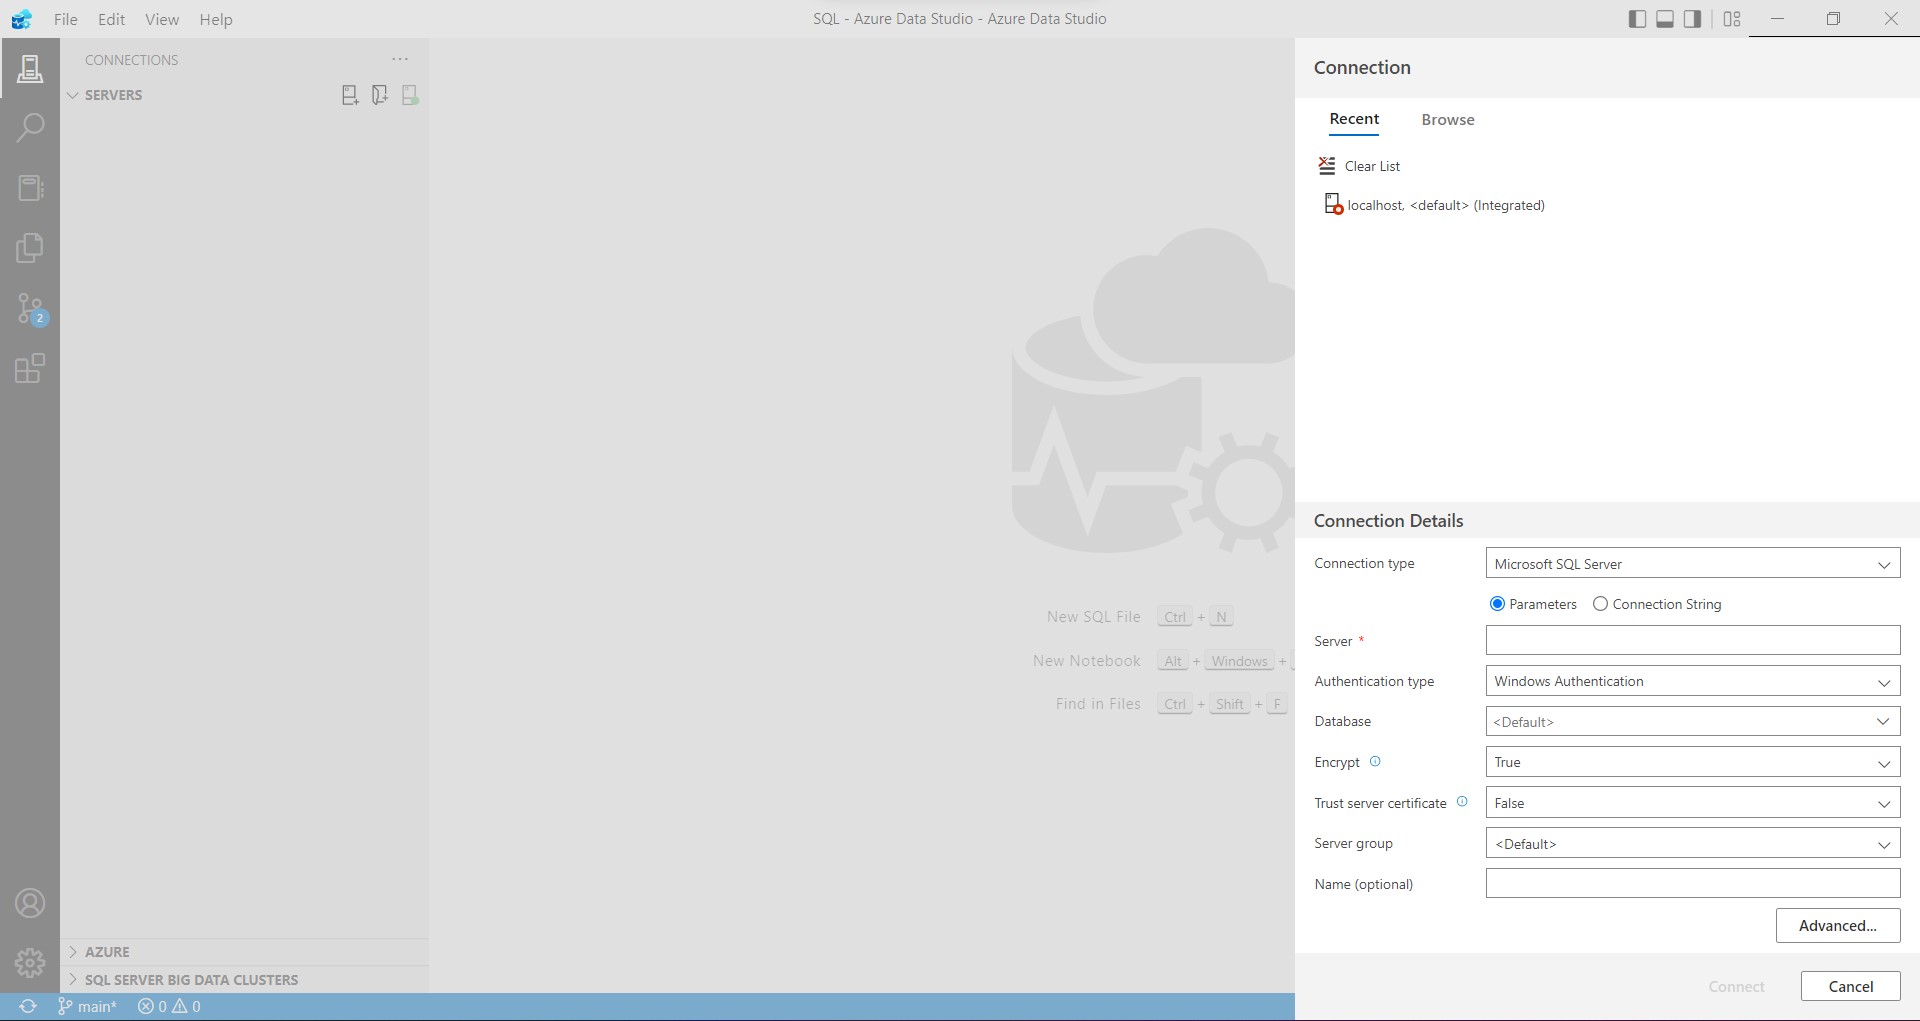 File Edit View Help
SQL - Azure Data Studio - Azure Data Studio
CONNECTIONS
SERVERS
2
AZURE
SQL SERVER BIG DATA CLUSTERS
main* 0 0
New SQL File Ctrl + N
New Notebook Alt + Windows +
Find in Files Ctrl + Shift + F
Connection
Recent Browse
Clear List
localhost, <default> (Integrated)
Connection Details
Connection type Microsoft SQL Server
Parameters Connection String
Server *
Authentication type Windows Authentication
Database <Default>
Encrypt True
Trust server certificate False
Server group <Default>
Name (optional)
Advanced...
Connect Cancel